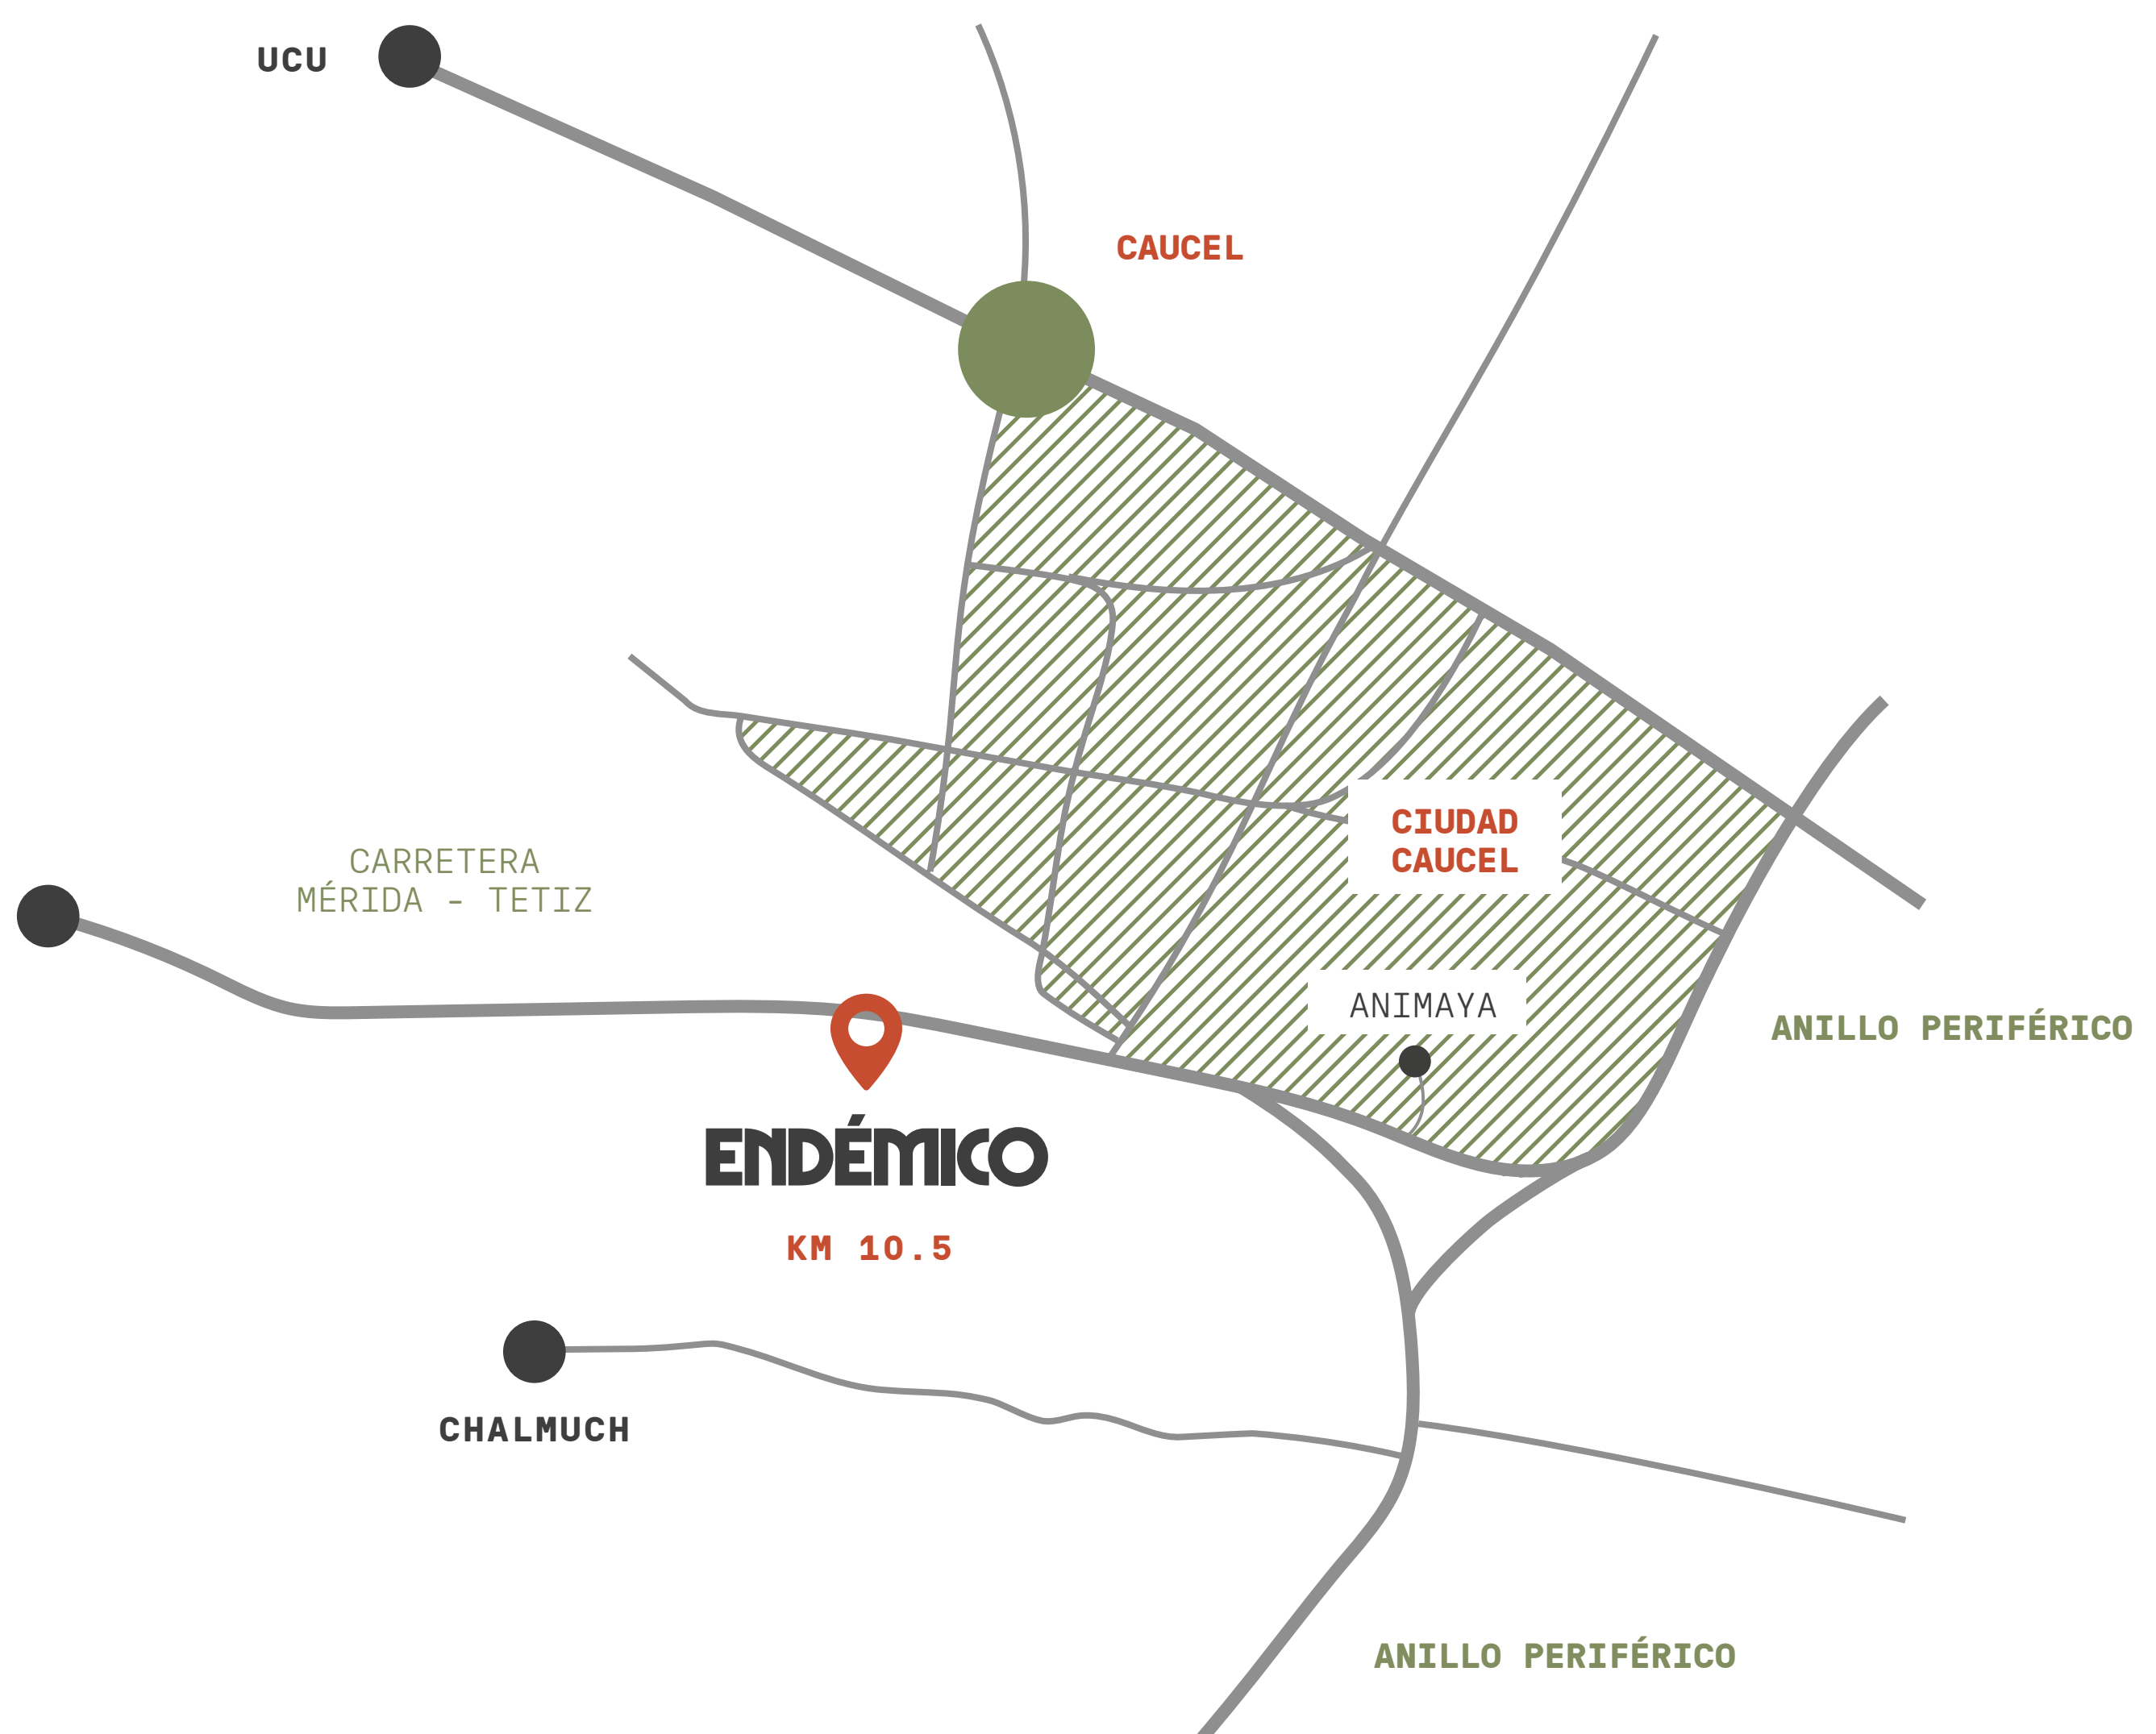 UCU
CAUCEL
CIUDAD
CAUCEL
CARRETERA
MÉRIDA - TETIZ
ANIMAYA
ANILLO PERIFÉRICO
ENDÉMICO
KM 10.5
CHALMUCH
ANILLO PERIFÉRICO